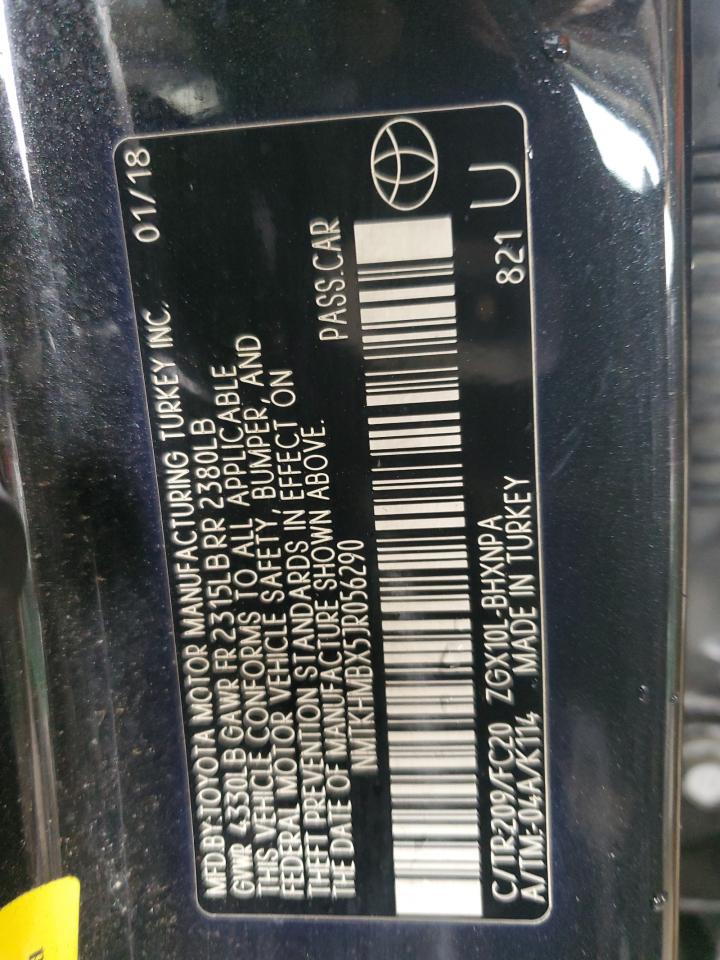 MFD BY: TOYOTA MOTOR MANUFACTURING TURKEY INC. 01/18
GVWR 4330LB GAWR FR 2315LB RR 2380LB
THIS VEHICLE CONFORMS TO ALL APPLICABLE
FEDERAL MOTOR VEHICLE SAFETY, BUMPER, AND
THEFT PREVENTION STANDARDS IN EFFECT ON
THE DATE OF MANUFACTURE SHOWN ABOVE.
NMTKHMBX5JR056290 PASS.CAR
C/TR:209/FC20 ZGX10L-BHXNPA 821 U
A/TM:-04A/K114 MADE IN TURKEY